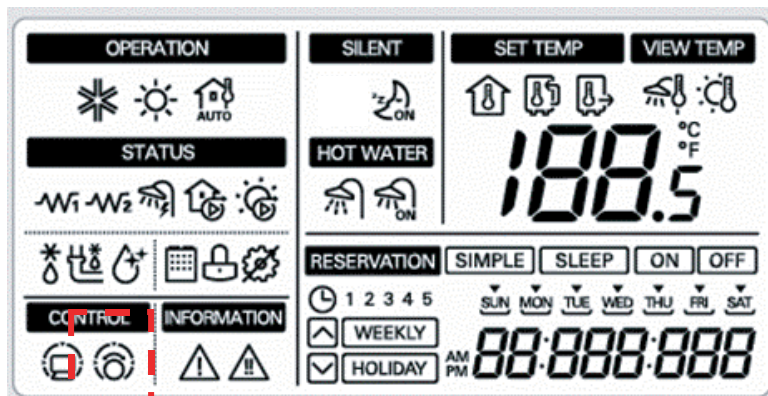 OPERATION
SILENT
SET TEMP
VIEW TEMP
AUTO
zZ
ON
STATUS
HOT WATER
188.5
°C
°F
W1
W2
ON
RESERVATION
SIMPLE
SLEEP
ON
OFF
1 2 3 4 5
SUN MON TUE WED THU FRI SAT
CONTROL
INFORMATION
WEEKLY
HOLIDAY
AM
PM
88:888:888
!
!!